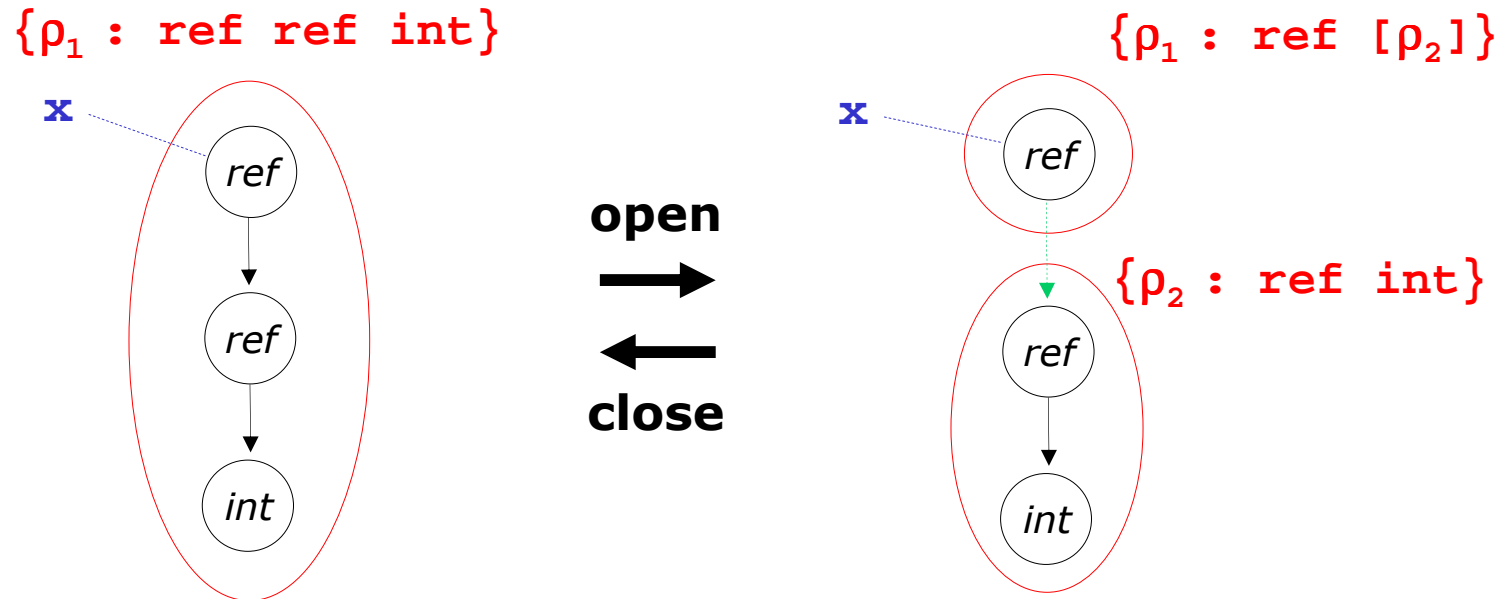 {ρ₁ : ref ref int}
x
ref
ref
int
open
close
{ρ₁ : ref [ρ₂]}
x
ref
{ρ₂ : ref int}
ref
int